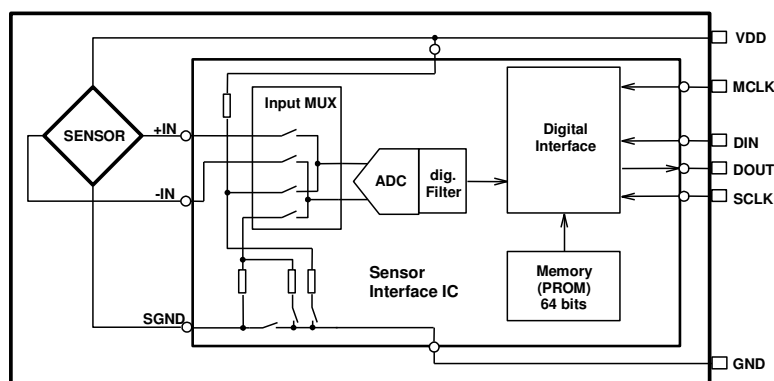 VDD
MCLK
Input MUX
+IN
SENSOR
Digital
Interface
DIN
DOUT
ADC
dig.
Filter
-IN
SCLK
Sensor
Interface IC
Memory
(PROM)
64 bits
SGND
GND